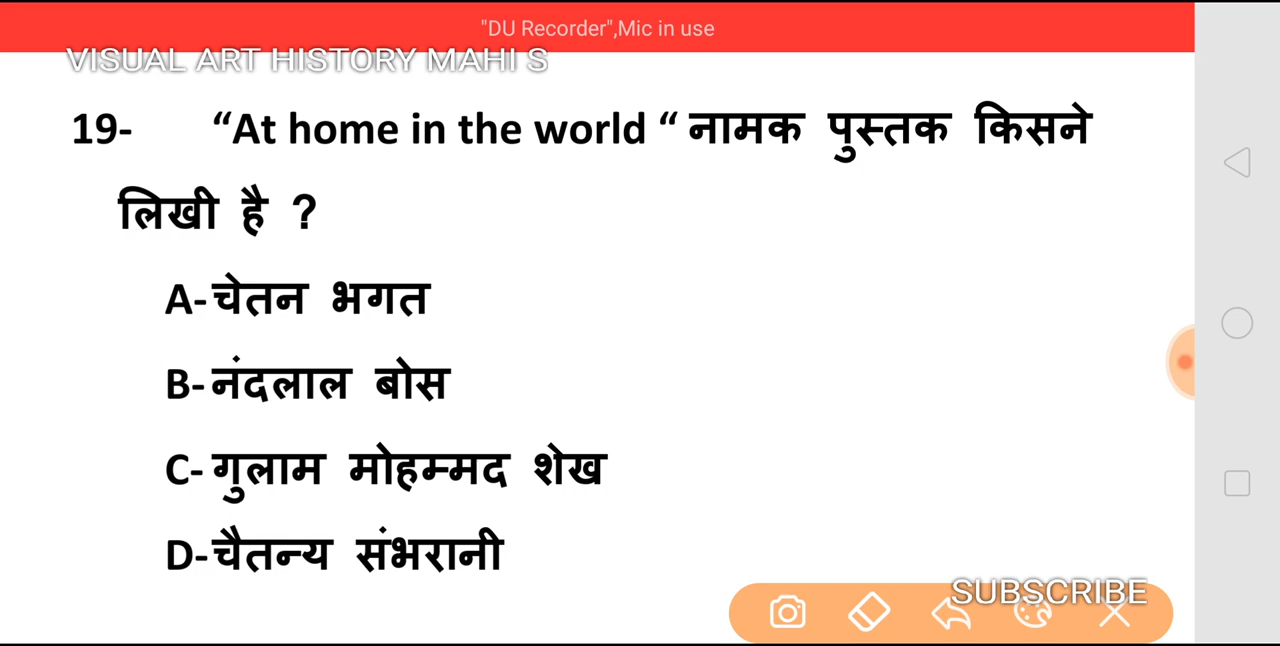 "DU Recorder",Mic in use
VISUAL ART HISTORY MAHI S
19- “At home in the world “ नामक पुस्तक किसने
लिखी है ?
A-चेतन भगत
B-नंदलाल बोस
C- गुलाम मोहम्मद शेख
D-चैतन्य संभरानी
SUBSCRIBE